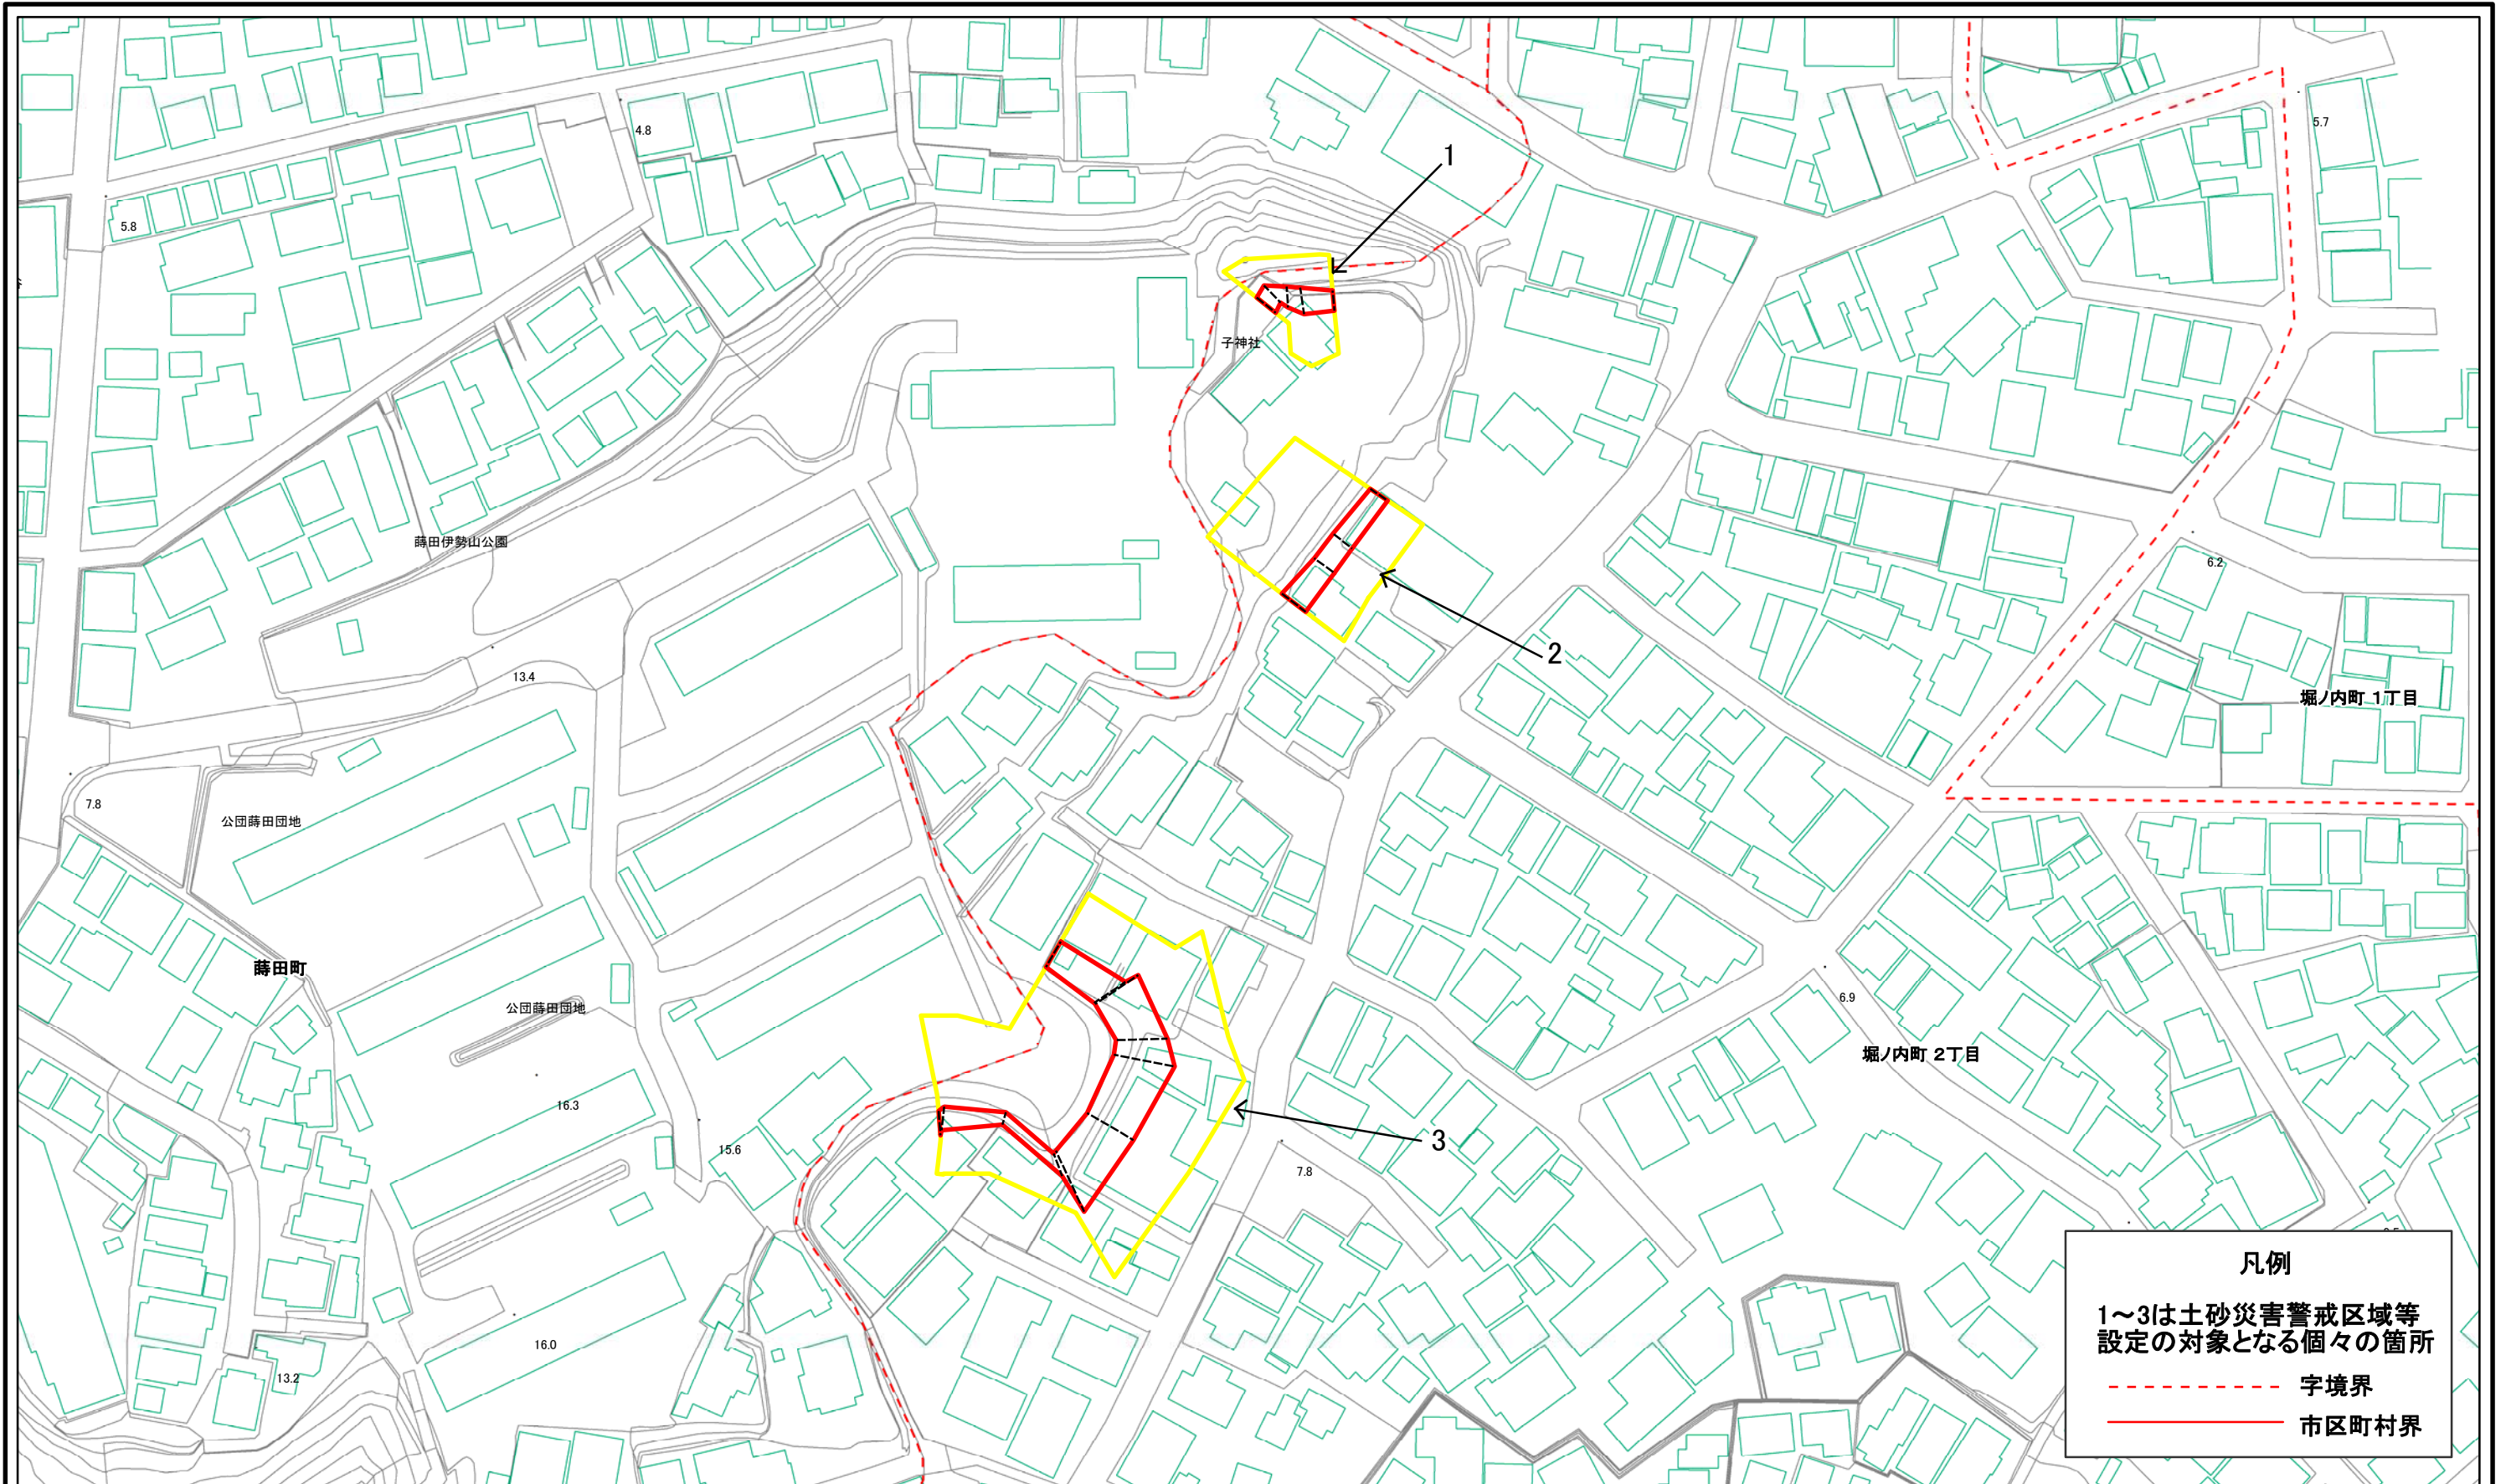 4.8
1
5.7
5.8
子神社
蒔田伊勢山公園
6.2
2
13.4
堀ノ内町 1丁目
7.8
公団蒔田団地
蒔田町
公団蒔田団地
6.9
堀ノ内町 2丁目
16.3
3
15.6
7.8
凡例
1～3は土砂災害警戒区域等
設定の対象となる個々の箇所
字境界
市区町村界
16.0
13.2